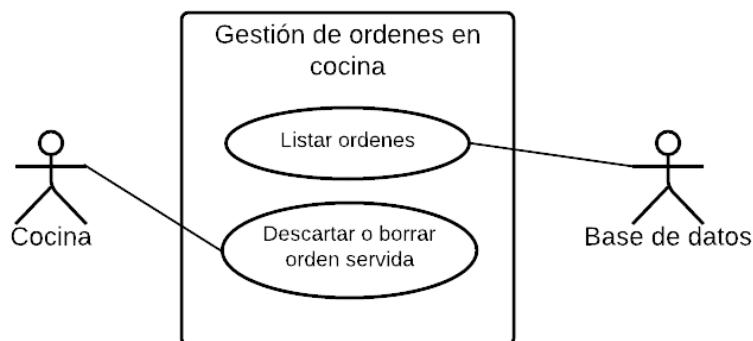 Gestión de ordenes en
cocina
Listar ordenes
Cocina
Descartar o borrar
orden servida
Base de datos